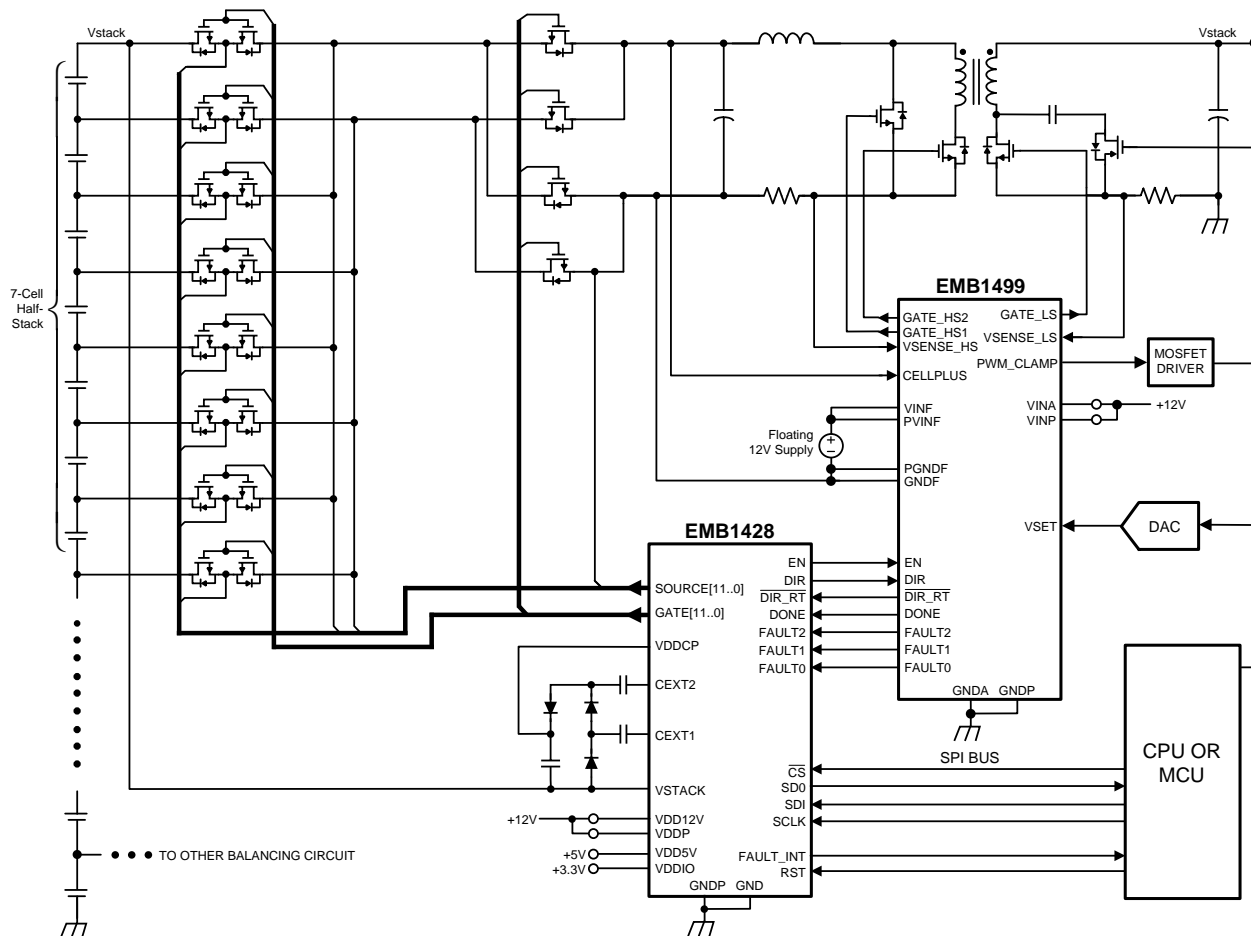 Vstack
Vstack
7-Cell
Half-
Stack
EMB1499
GATE_HS2
GATE_HS1
VSENSE_HS
CELLPLUS
VINF
PVINF
PGNDF
GNDF
GATE_LS
VSENSE_LS
PWM_CLAMP
VINA
VINP
VSET
MOSFET
DRIVER
+12V
Floating
12V Supply
+
−
DAC
EN
DIR
DIR_RT
DONE
FAULT2
FAULT1
FAULT0
GNDA GNDP
EMB1428
SOURCE[11..0]
GATE[11..0]
VDDCP
CEXT2
CEXT1
VSTACK
VDD12V
VDDP
VDD5V
VDDIO
+12V
+5V
+3.3V
EN
DIR
DIR_RT
DONE
FAULT2
FAULT1
FAULT0
CS
SD0
SDI
SCLK
FAULT_INT
RST
GNDP GND
SPI BUS
CPU OR
MCU
TO OTHER BALANCING CIRCUIT